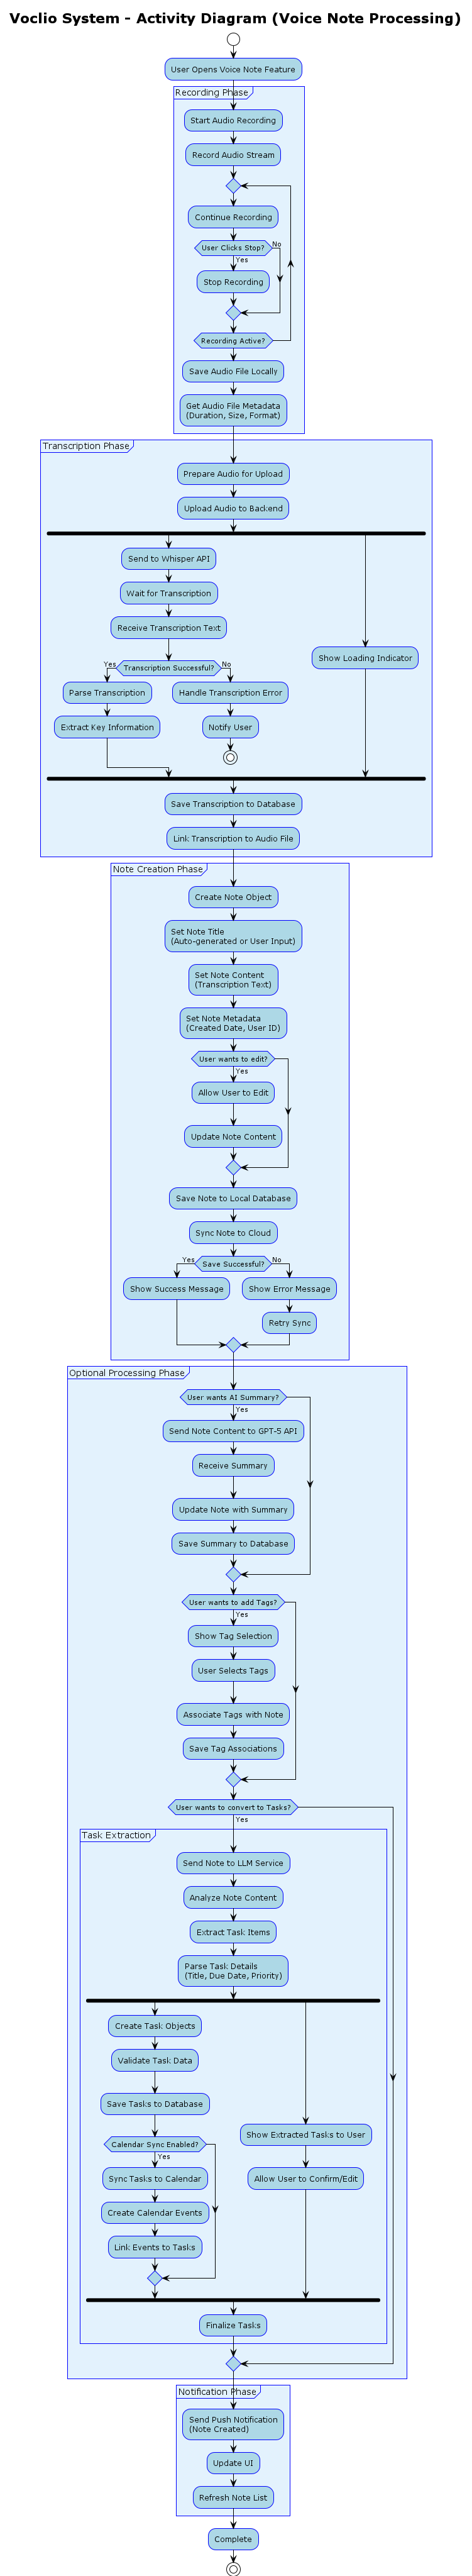 Voclio System - Activity Diagram (Voice Note Processing)
User Opens Voice Note Feature
Recording Phase
Start Audio Recording
Record Audio Stream
Continue Recording
User Clicks Stop?
No
Yes
Stop Recording
Recording Active?
Save Audio File Locally
Get Audio File Metadata
(Duration, Size, Format)
Transcription Phase
Prepare Audio for Upload
Upload Audio to Backend
Send to Whisper API
Wait for Transcription
Receive Transcription Text
Show Loading Indicator
Yes
Transcription Successful?
No
Parse Transcription
Handle Transcription Error
Extract Key Information
Notify User
Save Transcription to Database
Link Transcription to Audio File
Note Creation Phase
Create Note Object
Set Note Title
(Auto-generated or User Input)
Set Note Content
(Transcription Text)
Set Note Metadata
(Created Date, User ID)
User wants to edit?
Yes
Allow User to Edit
Update Note Content
Save Note to Local Database
Sync Note to Cloud
Yes
Save Successful?
No
Show Success Message
Show Error Message
Retry Sync
Optional Processing Phase
User wants AI Summary?
Yes
Send Note Content to GPT-5 API
Receive Summary
Update Note with Summary
Save Summary to Database
User wants to add Tags?
Yes
Show Tag Selection
User Selects Tags
Associate Tags with Note
Save Tag Associations
User wants to convert to Tasks?
Yes
Task Extraction
Send Note to LLM Service
Analyze Note Content
Extract Task Items
Parse Task Details
(Title, Due Date, Priority)
Create Task Objects
Validate Task Data
Save Tasks to Database
Show Extracted Tasks to User
Calendar Sync Enabled?
Yes
Sync Tasks to Calendar
Allow User to Confirm/Edit
Create Calendar Events
Link Events to Tasks
Finalize Tasks
Notification Phase
Send Push Notification
(Note Created)
Update UI
Refresh Note List
Complete